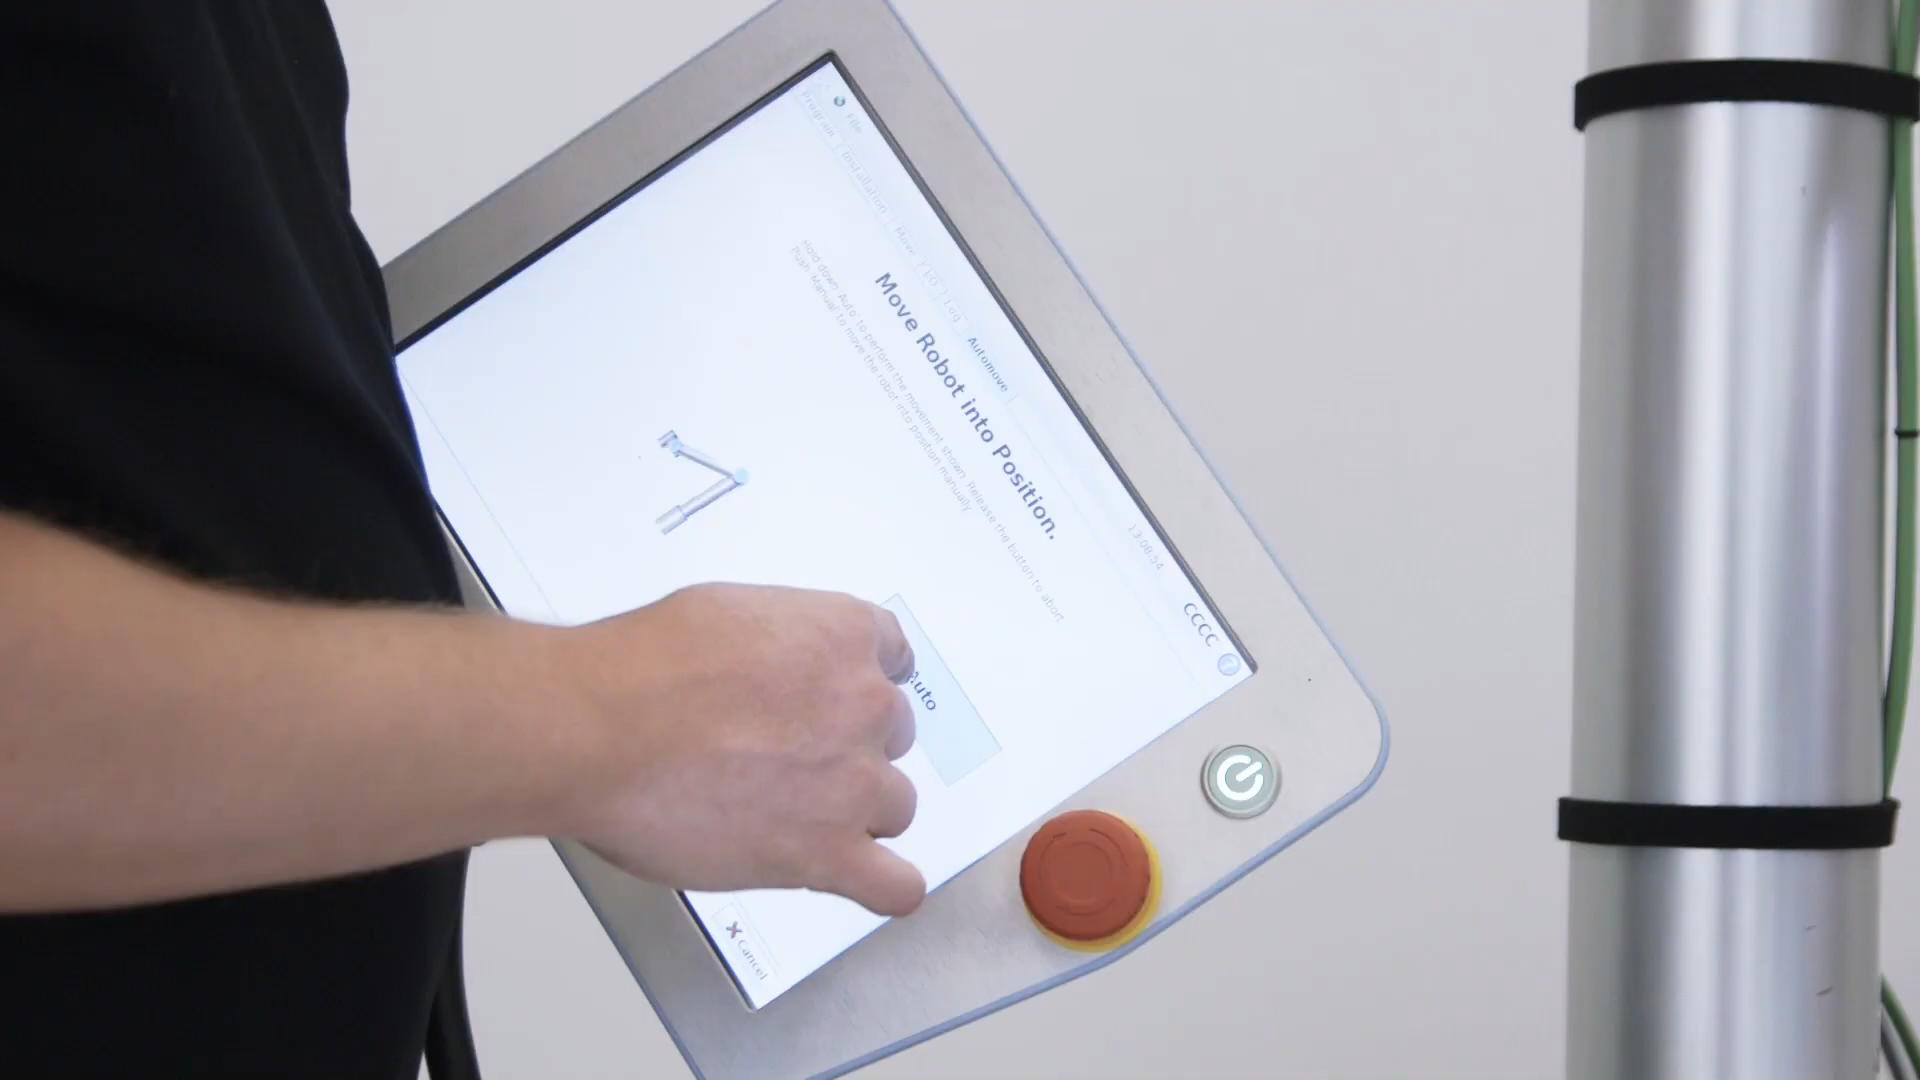 File
13:08:54
CCCC
?
Program
Installation
Move
I/O
Log
Automove
Move Robot into Position.
Hold down 'Auto' to perform the movement shown. Release the button to abort
Push 'Manual' to move the robot into position manually
Auto
Cancel